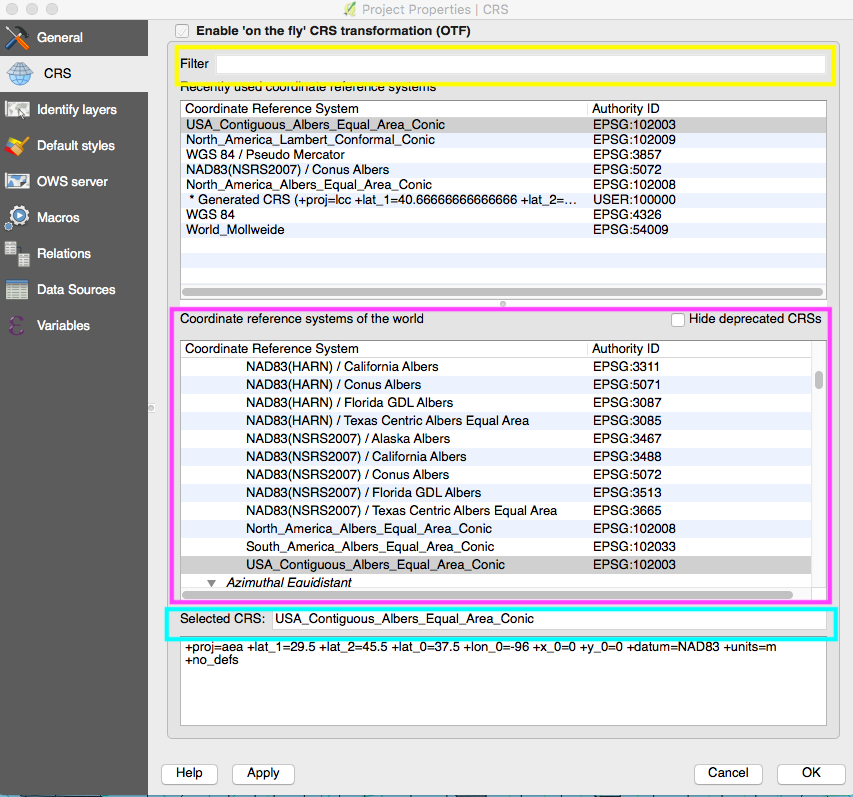 Project Properties | CRS
General
CRS
Identify layers
Default styles
OWS server
Macros
Relations
Data Sources
Variables
Enable 'on the fly' CRS transformation (OTF)
Filter
Recently used coordinate reference systems
Coordinate Reference System Authority ID
USA_Contiguous_Albers_Equal_Area_Conic EPSG:102003
North_America_Lambert_Conformal_Conic EPSG:102009
WGS 84 / Pseudo Mercator EPSG:3857
NAD83(NSRS2007) / Conus Albers EPSG:5072
North_America_Albers_Equal_Area_Conic EPSG:102008
* Generated CRS (+proj=lcc +lat_1=40.66666666666666 +lat_2=... USER:100000
WGS 84 EPSG:4326
World_Mollweide EPSG:54009
Coordinate reference systems of the world Hide deprecated CRSs
Coordinate Reference System Authority ID
NAD83(HARN) / California Albers EPSG:3311
NAD83(HARN) / Conus Albers EPSG:5071
NAD83(HARN) / Florida GDL Albers EPSG:3087
NAD83(HARN) / Texas Centric Albers Equal Area EPSG:3085
NAD83(NSRS2007) / Alaska Albers EPSG:3467
NAD83(NSRS2007) / California Albers EPSG:3488
NAD83(NSRS2007) / Conus Albers EPSG:5072
NAD83(NSRS2007) / Florida GDL Albers EPSG:3513
NAD83(NSRS2007) / Texas Centric Albers Equal Area EPSG:3665
North_America_Albers_Equal_Area_Conic EPSG:102008
South_America_Albers_Equal_Area_Conic EPSG:102033
USA_Contiguous_Albers_Equal_Area_Conic EPSG:102003
Azimuthal Equidistant
Selected CRS: USA_Contiguous_Albers_Equal_Area_Conic
+proj=aea +lat_1=29.5 +lat_2=45.5 +lat_0=37.5 +lon_0=-96 +x_0=0 +y_0=0 +datum=NAD83 +units=m
+no_defs
Help Apply Cancel OK